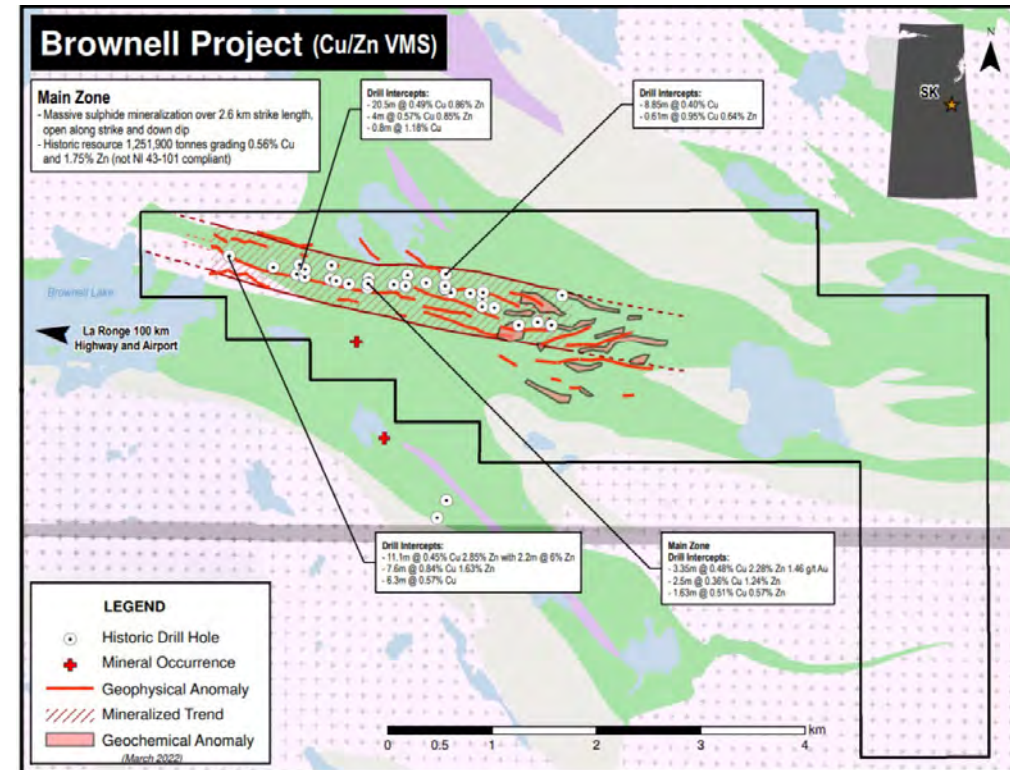 Brownell Project (Cu/Zn VMS)
N
SK
Main Zone
- Massive sulphide mineralization over 2.6 km strike length,
open along strike and down dip
- Historic resource 1,251,900 tonnes grading 0.56% Cu
and 1.75% Zn (not NI 43-101 compliant)
Drill Intercepts:
- 20.5m @ 0.49% Cu 0.86% Zn
- 4m @ 0.57% Cu 0.85% Zn
- 0.8m @ 1.18% Cu
Drill Intercepts:
- 8.85m @ 0.40% Cu
- 0.61m @ 0.95% Cu 0.64% Zn
Brownell Lake
La Ronge 100 km
Highway and Airport
Drill Intercepts:
- 11.1m @ 0.45% Cu 2.85% Zn with 2.2m @ 6% Zn
- 7.6m @ 0.84% Cu 1.63% Zn
- 6.3m @ 0.57% Cu
Main Zone
Drill Intercepts:
- 3.35m @ 0.48% Cu 2.28% Zn 1.46 g/t Au
- 2.5m @ 0.36% Cu 1.24% Zn
- 1.63m @ 0.51% Cu 0.57% Zn
LEGEND
Historic Drill Hole
Mineral Occurrence
Geophysical Anomaly
Mineralized Trend
Geochemical Anomaly
(March 2022)
km
0 0.5 1 2 3 4